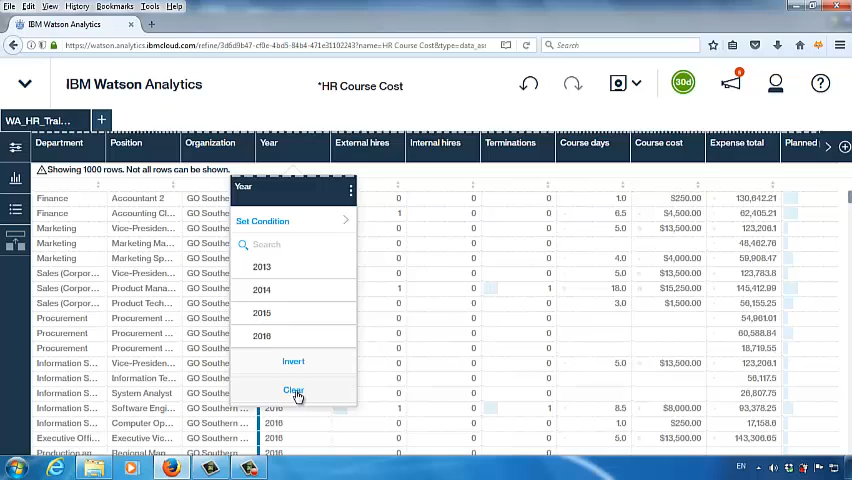 File Edit View History Bookmarks Tools Help
IBM Watson Analytics × +
https://watson.analytics.ibmcloud.com/refine/3d6d9b47-cf0e-4bd5-84b4-471e31102243?name=HR Course Cost&type=data_as… Search
IBM Watson Analytics *HR Course Cost 30d 6
WA_HR_Trai... +
Department Position Organization Year External hires Internal hires Terminations Course days Course cost Expense total Planned
Showing 1000 rows. Not all rows can be shown.
Year
Set Condition
Search
2013
2014
2015
2016
Invert
Clear
Finance Accountant 2 GO Southe 0 0 0 1.0 $250.00 130,642.21
Finance Accounting Cl... GO Southe 1 0 0 6.5 $4,500.00 62,405.21
Marketing Vice-Presiden... GO Southe 0 0 0 5.0 $13,500.00 123,206.1
Marketing Marketing Ma... GO Southe 0 0 0 48,462.76
Marketing Marketing Sp... GO Southe 0 0 0 4.0 $4,000.00 59,908.47
Sales (Corpor... Vice-Presiden... GO Southe 0 0 0 5.0 $13,500.00 123,783.8
Sales (Corpor... Product Mana... GO Southe 1 0 1 18.0 $15,250.00 145,412.99
Sales (Corpor... Product Tech... GO Southe 0 0 0 3.0 $1,500.00 56,155.25
Procurement Procurement ... GO Southe 0 0 0 54,961.01
Procurement Procurement ... GO Southe 0 0 0 60,588.84
Procurement Procurement ... GO Southe 0 0 0 18,719.55
Information S... Vice-Presiden... GO Southe 0 0 0 5.0 $13,500.00 123,206.1
Information S... Information Te... GO Southe 0 0 0 56,117.5
Information S... System Analyst GO Southe 0 0 0 26,807.75
Information S... Software Engi... GO Southern ... 2016 1 0 1 8.5 $8,000.00 93,378.25
Information S... Computer Op... GO Southern ... 2016 0 0 0 1.0 $250.00 17,158.6
Executive Offi... Executive Vic... GO Southern ... 2016 0 0 0 5.0 $13,500.00 143,306.65
EN